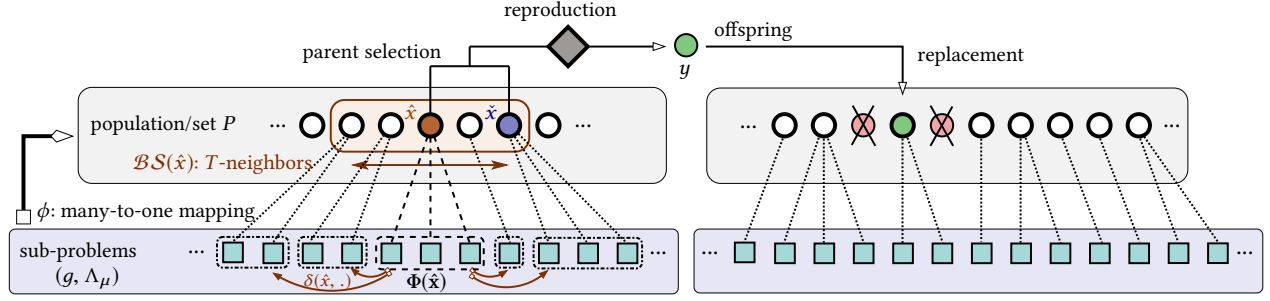 reproduction
parent selection
offspring
y
replacement
population/set P
...
x̂
x̌
...
...
...
ℬ𝒮(x̂): T-neighbors
ϕ: many-to-one mapping
sub-problems
(g, Λμ)
...
...
...
...
δ(x̂, .)
Φ(x̂)